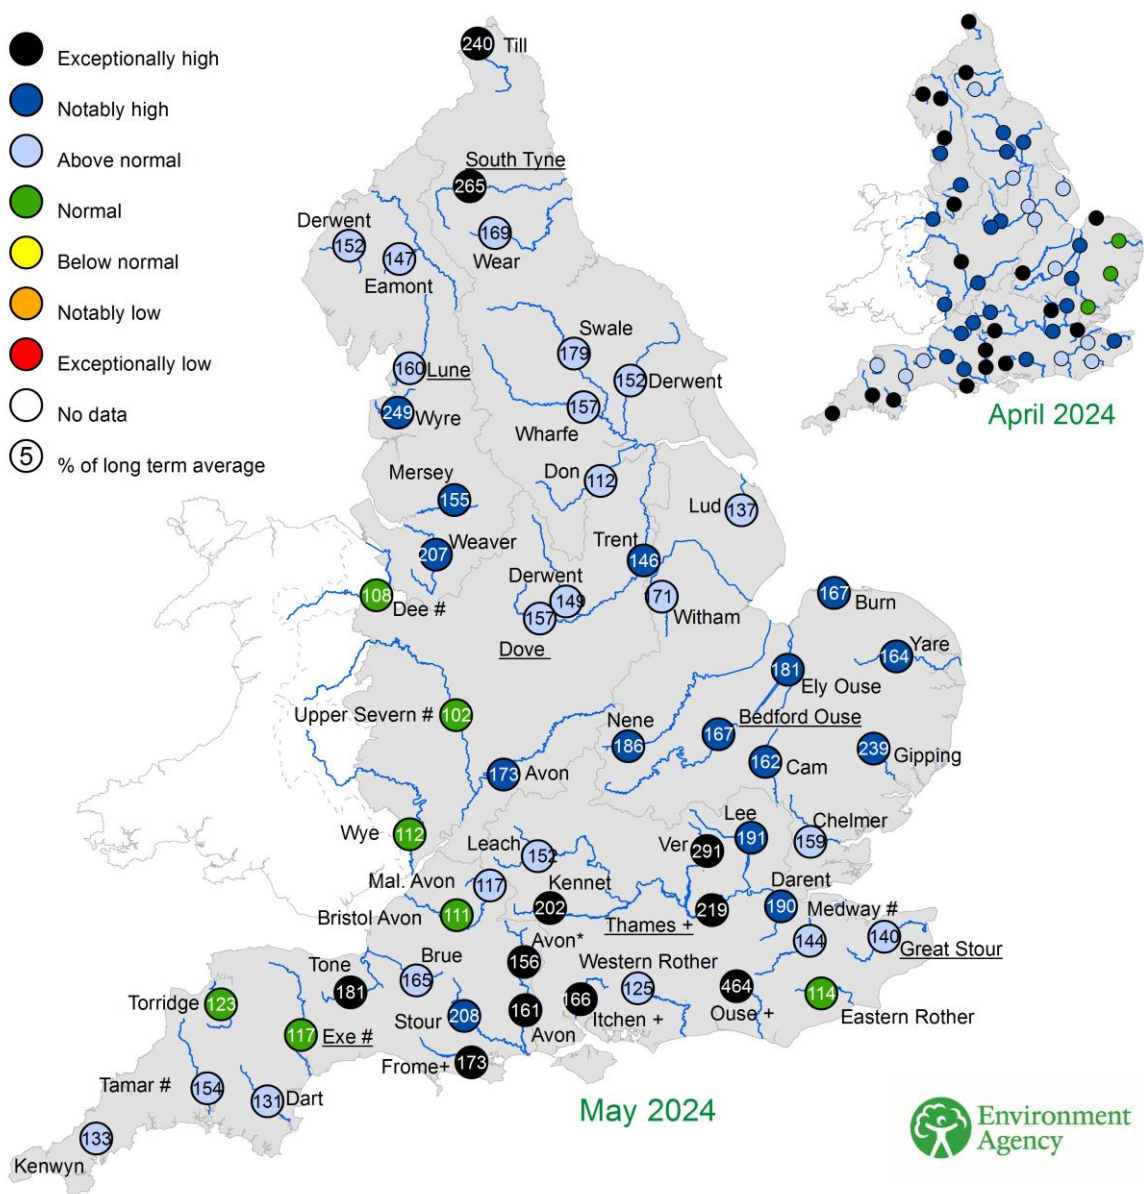 Exceptionally high
Notably high
Above normal
Normal
Below normal
Notably low
Exceptionally low
No data
5 % of long term average
240 Till
South Tyne
265
Derwent
152
169
Wear
147
Eamont
Swale
179
160 Lune
152 Derwent
249
Wyre
157
Wharfe
April 2024
Mersey
155
Don
112
Lud
137
Weaver
207
Trent
146
Derwent
149
108
Dee #
157
Dove
171
Witham
167
Burn
Yare
164
181
Ely Ouse
Upper Severn # 102
Nene
186
Bedford Ouse
167
239
Gipping
173 Avon
162
Cam
Wye 112
Lee
191
Chelmer
159
Leach
152
Ver 291
Mal. Avon
117
Kennet
202
Darent
190
Bristol Avon 111
Thames +
219
Medway #
144
140
Great Stour
Avon*
156
Brue
165
Western Rother
125
Tone
181
464
Ouse +
114
Eastern Rother
Torridge 123
166
Itchen +
Stour 208
161
Avon
117 Exe #
Frome+ 173
Tamar #
154
131 Dart
May 2024
133
Kenwyn
Environment
Agency